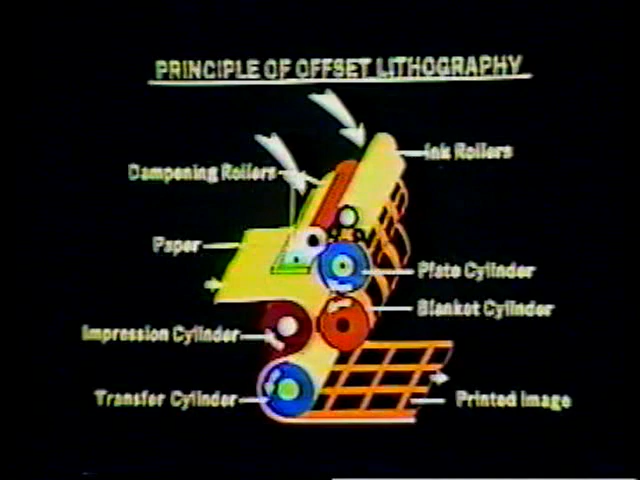 PRINCIPLE OF OFFSET LITHOGRAPHY
Ink Rollers
Dampening Rollers
Paper
Plate Cylinder
Blanket Cylinder
Impression Cylinder
Transfer Cylinder
Printed Image